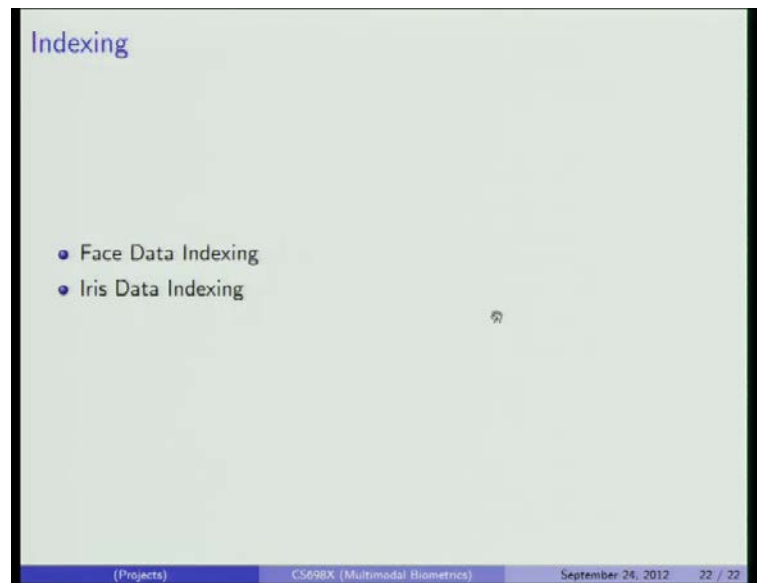 Indexing
Face Data Indexing
Iris Data Indexing
(Projects) CS698X (Multimodal Biometrics) September 24, 2012 22 / 22